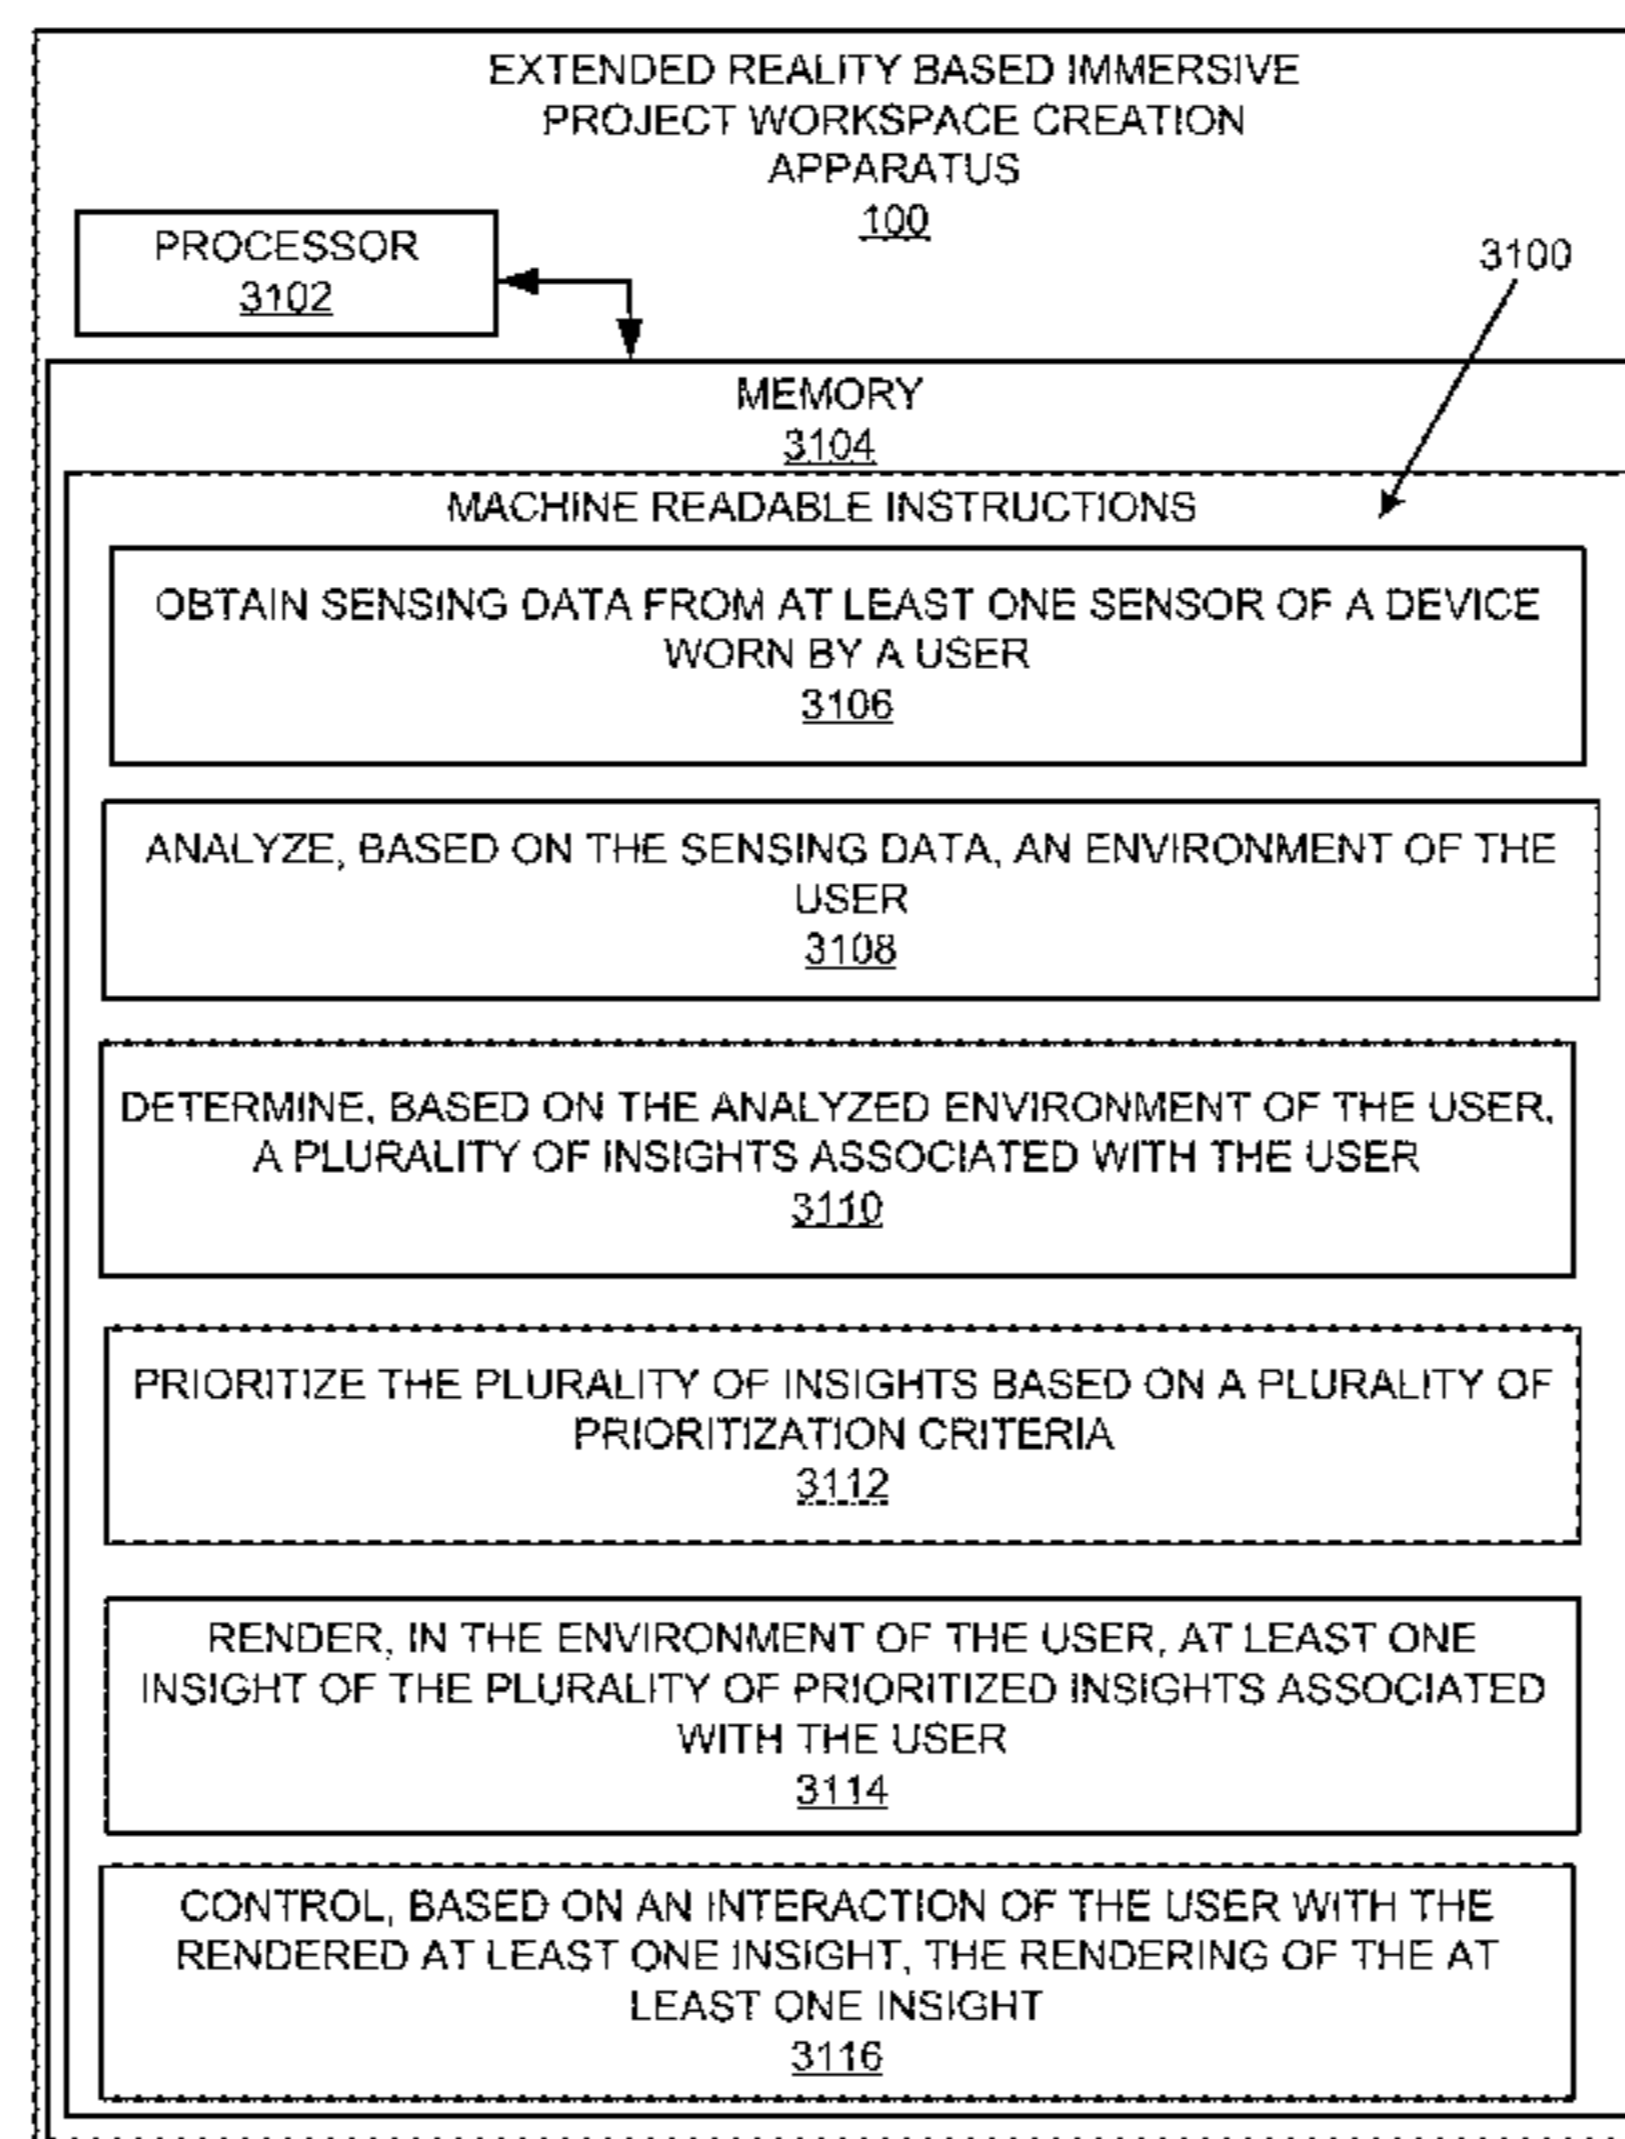 EXTENDED REALITY BASED IMMERSIVE
PROJECT WORKSPACE CREATION
APPARATUS
100
PROCESSOR
3102
3100
MEMORY
3104
MACHINE READABLE INSTRUCTIONS
OBTAIN SENSING DATA FROM AT LEAST ONE SENSOR OF A DEVICE
WORN BY A USER
3106
ANALYZE, BASED ON THE SENSING DATA, AN ENVIRONMENT OF THE
USER
3108
DETERMINE, BASED ON THE ANALYZED ENVIRONMENT OF THE USER,
A PLURALITY OF INSIGHTS ASSOCIATED WITH THE USER
3110
PRIORITIZE THE PLURALITY OF INSIGHTS BASED ON A PLURALITY OF
PRIORITIZATION CRITERIA
3112
RENDER, IN THE ENVIRONMENT OF THE USER, AT LEAST ONE
INSIGHT OF THE PLURALITY OF PRIORITIZED INSIGHTS ASSOCIATED
WITH THE USER
3114
CONTROL, BASED ON AN INTERACTION OF THE USER WITH THE
RENDERED AT LEAST ONE INSIGHT, THE RENDERING OF THE AT
LEAST ONE INSIGHT
3116